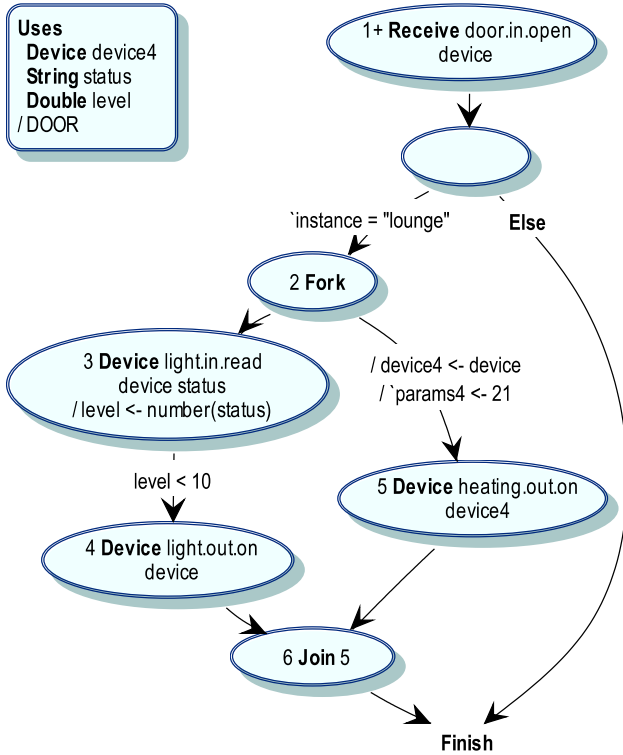 Uses
Device device4
String status
Double level
/ DOOR
1+ Receive door.in.open
device
`instance = "lounge"
Else
2 Fork
3 Device light.in.read
device status
/ level <- number(status)
/ device4 <- device
/ `params4 <- 21
level < 10
5 Device heating.out.on
device4
4 Device light.out.on
device
6 Join 5
Finish